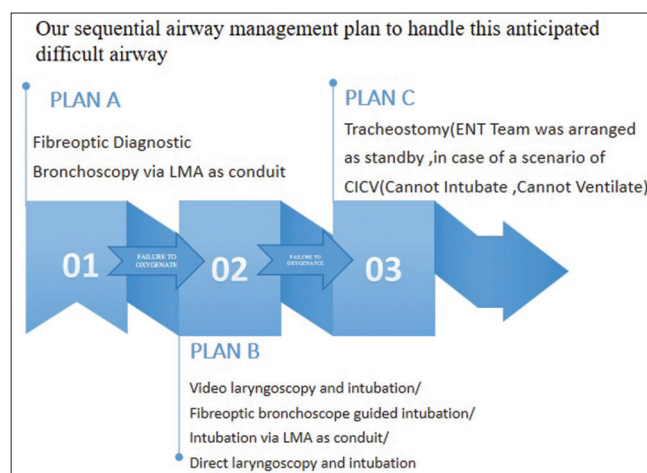 Our sequential airway management plan to handle this anticipated
difficult airway
PLAN A
Fibreoptic Diagnostic
Bronchoscopy via LMA as conduit
PLAN C
Tracheostomy(ENT Team was arranged
as standby ,in case of a scenario of
CICV(Cannot Intubate ,Cannot Ventilate)
01
FAILURE TO
OXYGENATE
02
FAILURE TO
OXYGENATCE
03
PLAN B
Video laryngoscopy and intubation/
Fibreoptic bronchoscope guided intubation/
Intubation via LMA as conduit/
Direct laryngoscopy and intubation